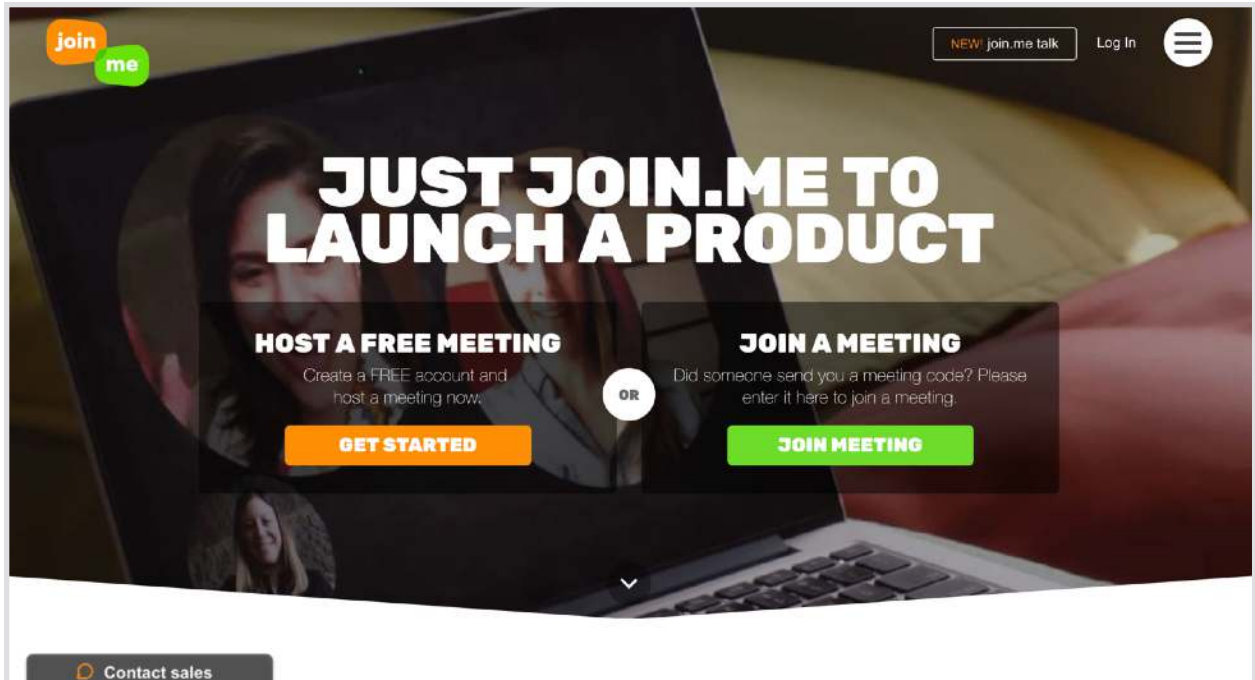 join
me
NEW! join.me talk
Log In
JUST JOIN.ME TO
LAUNCH A PRODUCT
HOST A FREE MEETING
Create a FREE account and
host a meeting now.
GET STARTED
OR
JOIN A MEETING
Did someone send you a meeting code? Please
enter it here to join a meeting.
JOIN MEETING
Contact sales